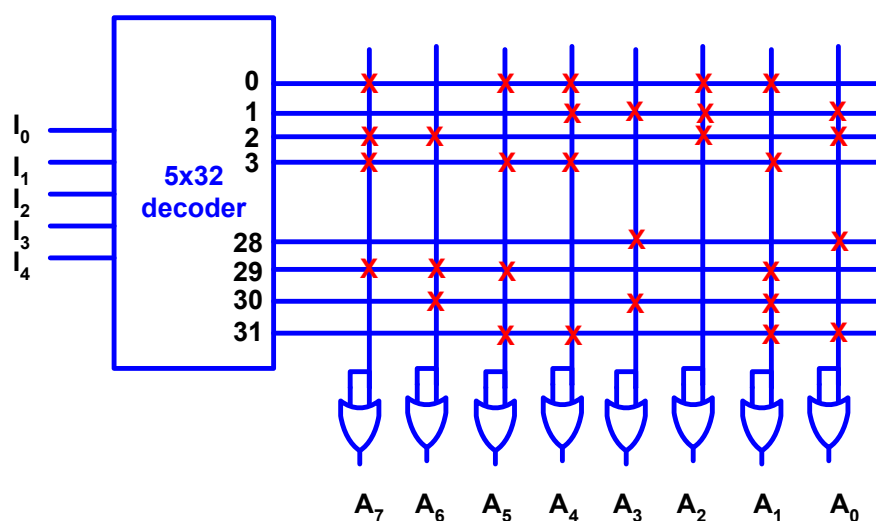 0
1
2
3
28
29
30
31
I₀
I₁
I₂
I₃
I₄
5x32
decoder
X X X X X
X X X X
X X X X
X X X X
X X
X X X X
X X X
X X X X
A₇ A₆ A₅ A₄ A₃ A₂ A₁ A₀